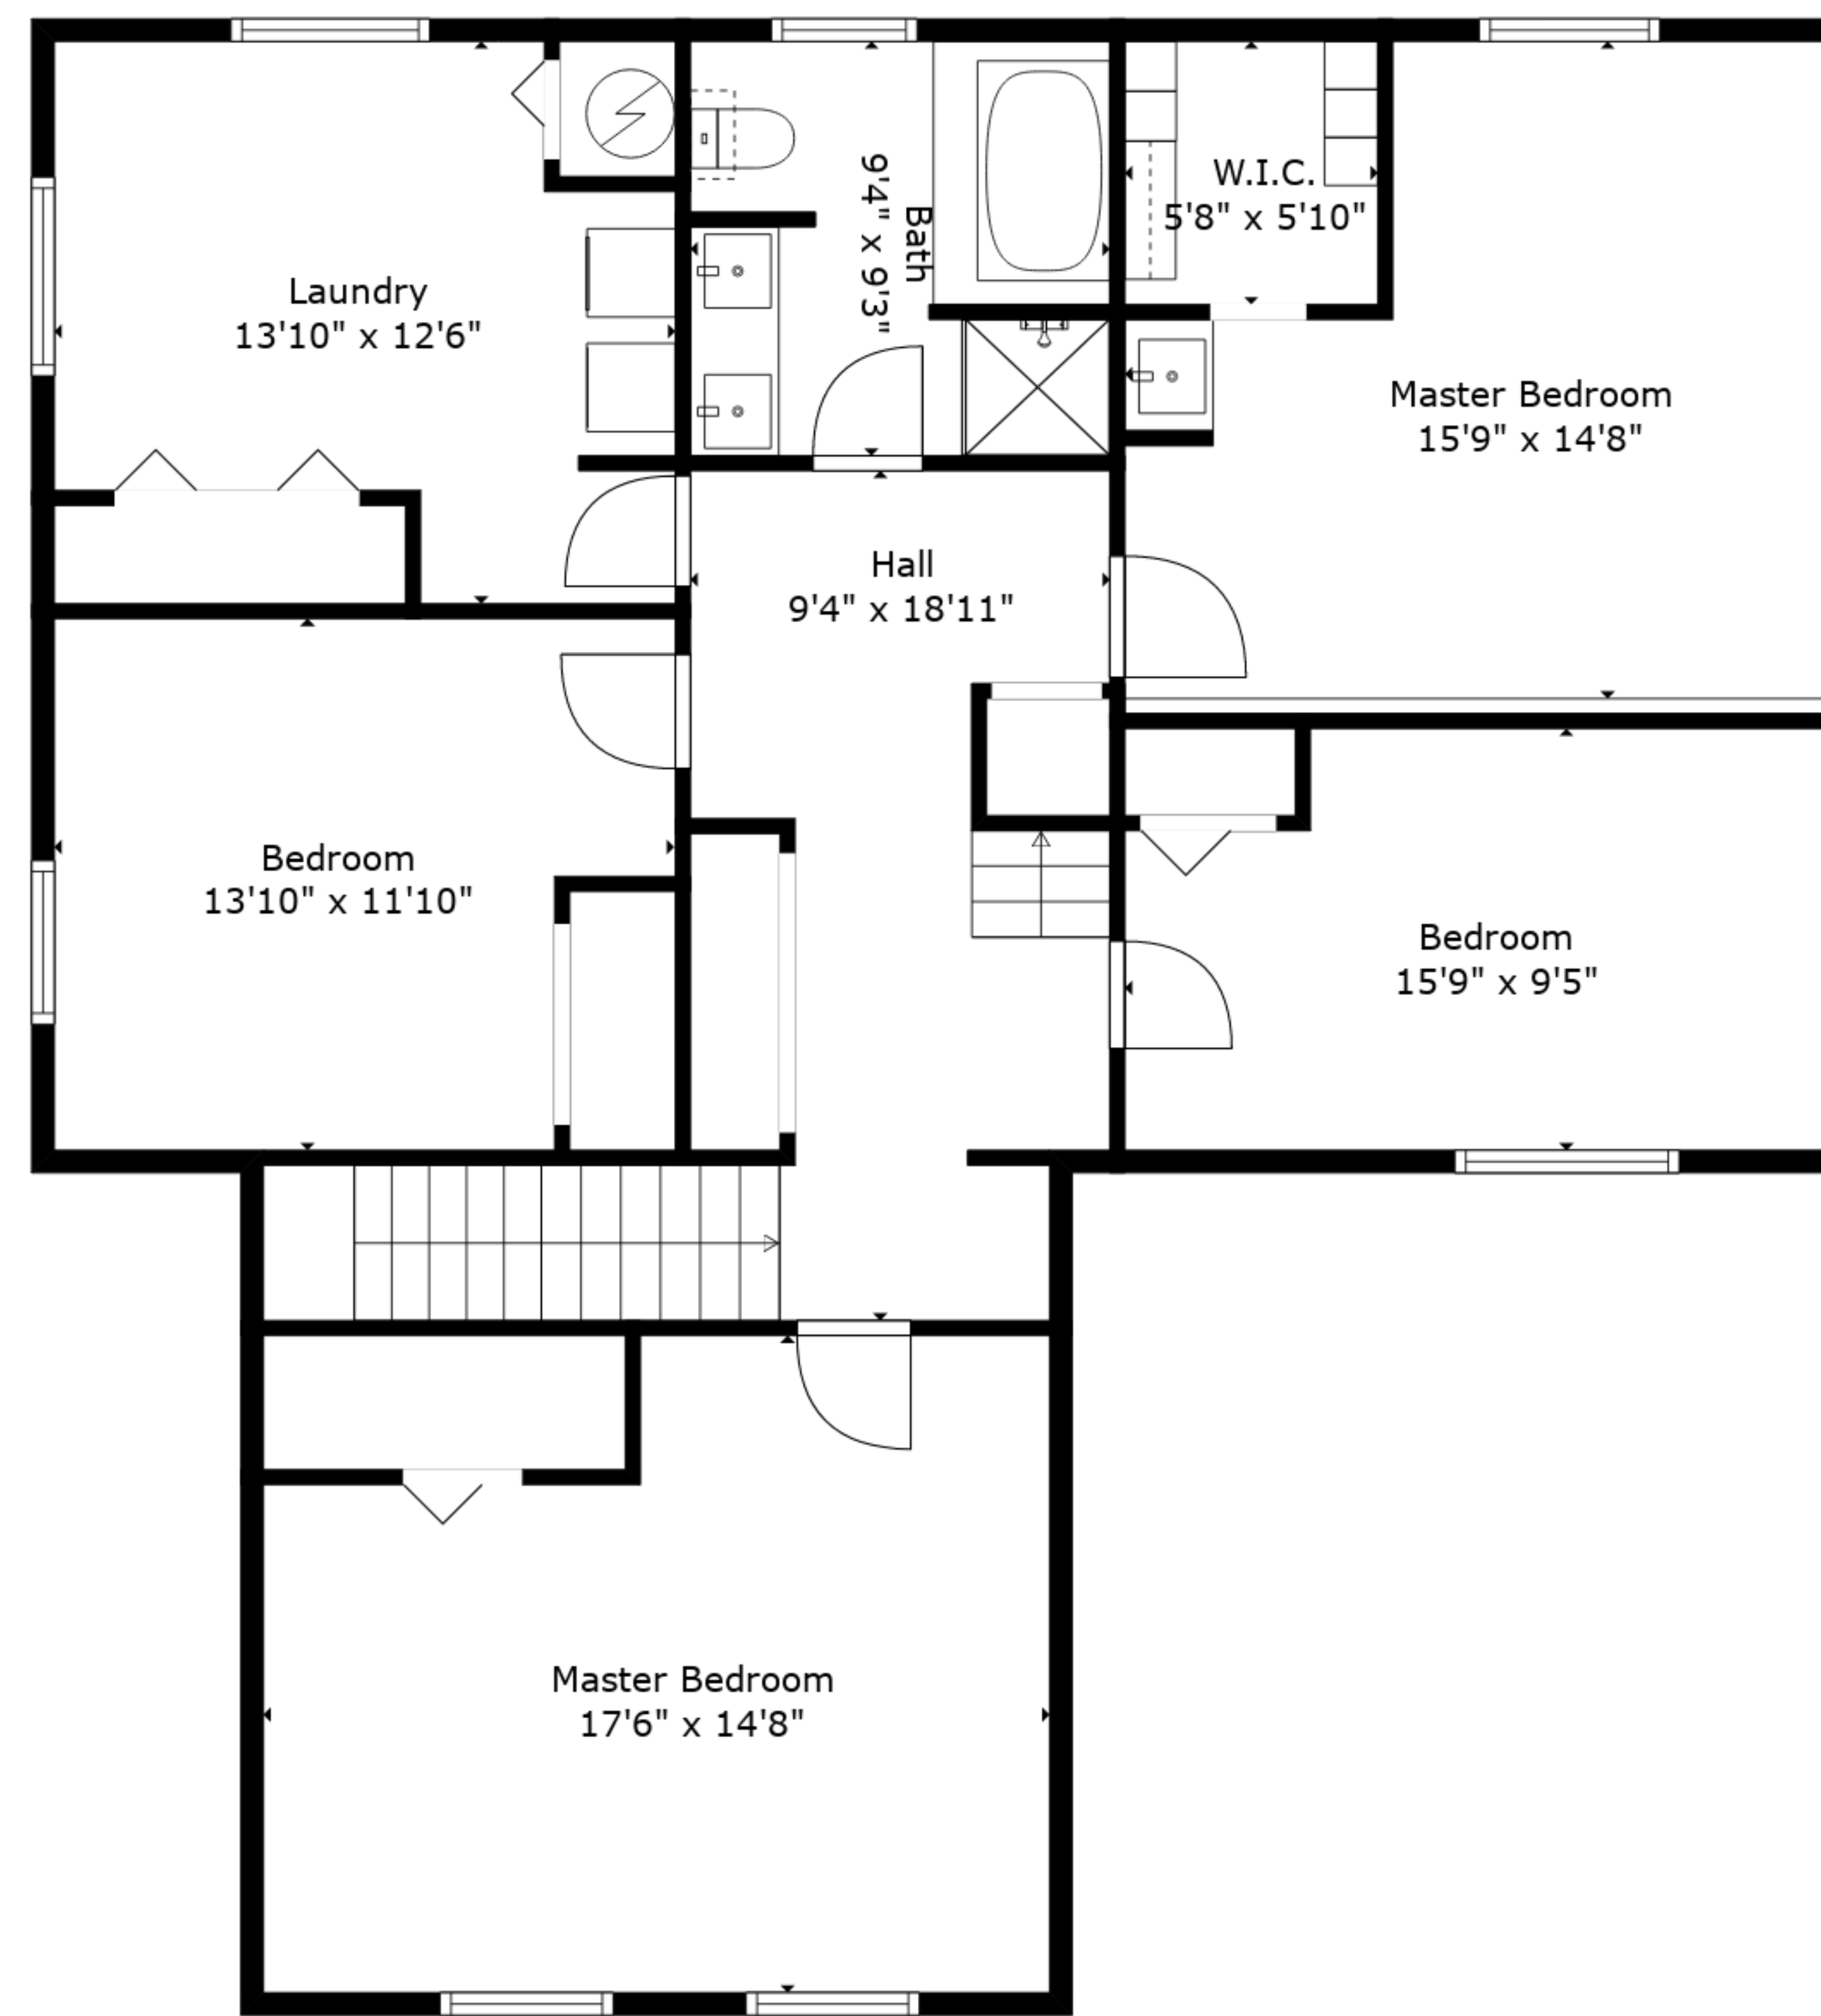 W.I.C.
5'8" x 5'10"
Bath
9'4" x 9'3"
Laundry
13'10" x 12'6"
Master Bedroom
15'9" x 14'8"
Hall
9'4" x 18'11"
Bedroom
13'10" x 11'10"
Bedroom
15'9" x 9'5"
Master Bedroom
17'6" x 14'8"